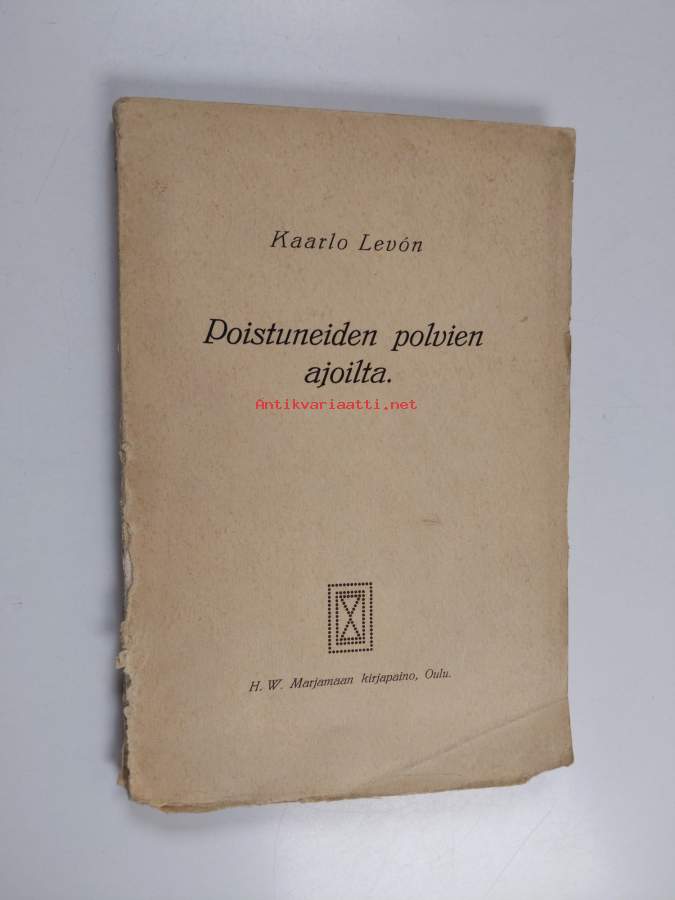 Kaarlo Levón
Poistuneiden polvien
ajoilta.
Antikvariaatti.net
H. W. Marjamaan kirjapaino, Oulu.